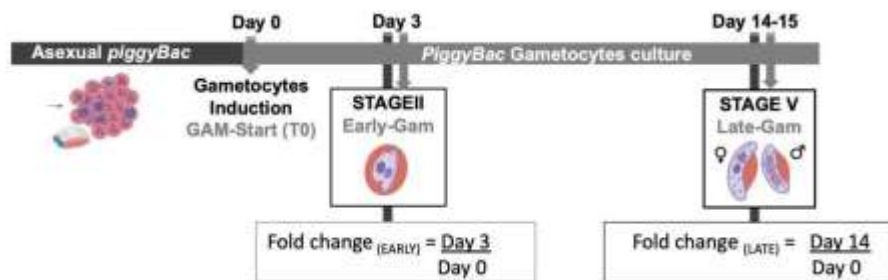 Day 0
Day 3
Day 14-15
Asexual piggyBac
PiggyBac Gametocytes culture
Gametocytes
Induction
GAM-Start (T0)
STAGEII
Early-Gam
STAGE V
Late-Gam
♀ ♂
Fold change (EARLY) = Day 3
Day 0
Fold change (LATE) = Day 14
Day 0